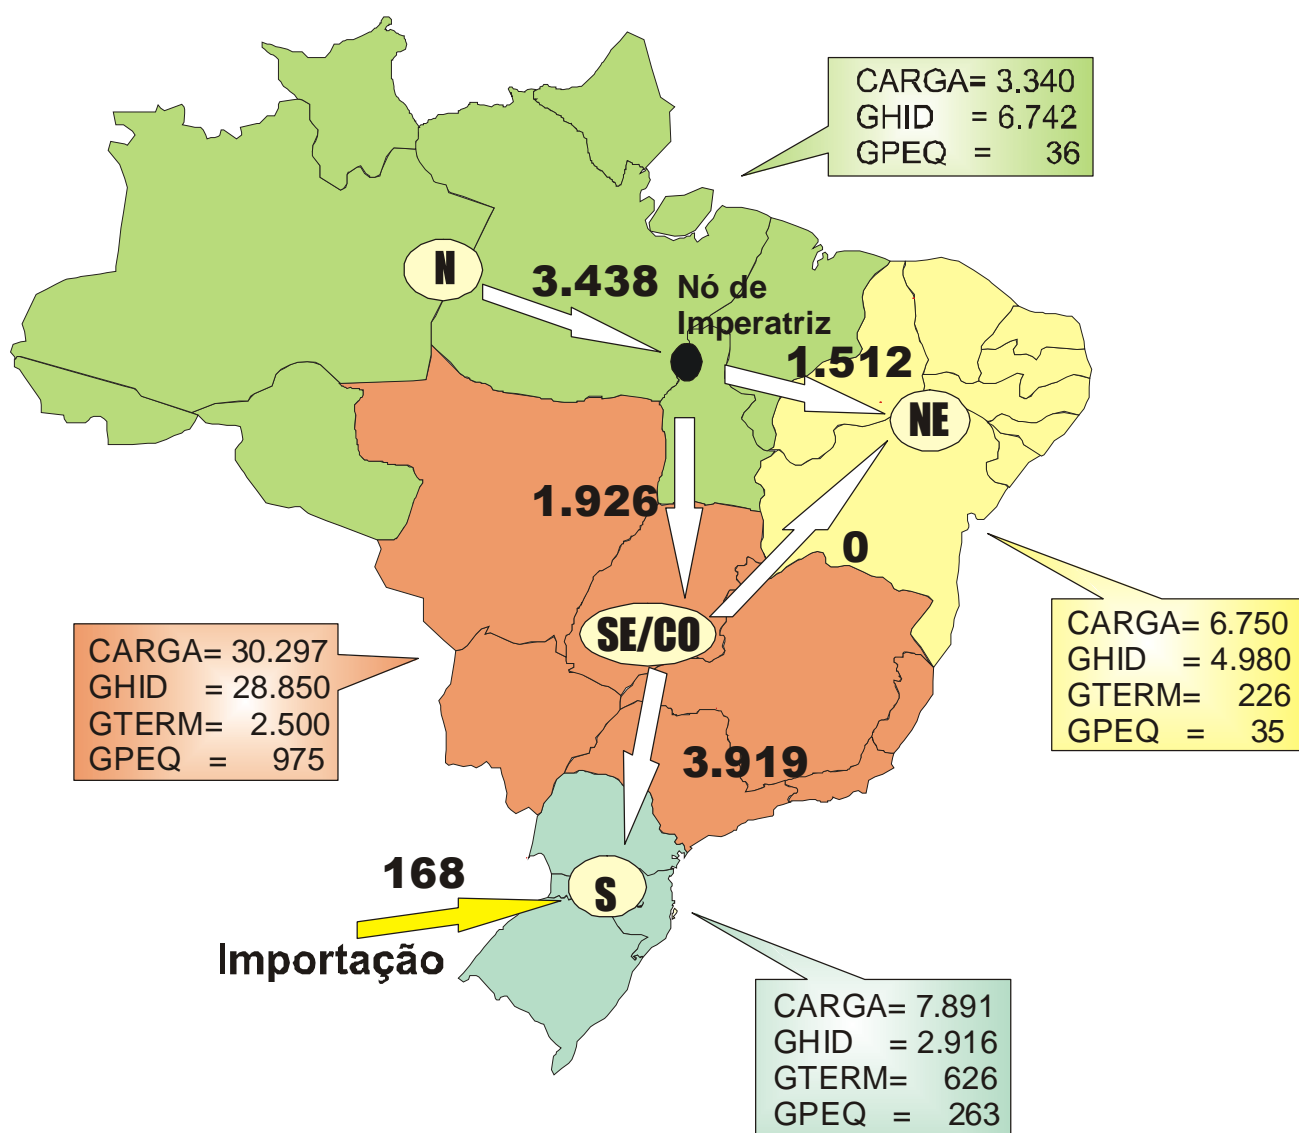 CARGA= 3.340
GHID = 6.742
GPEQ = 36
N
3.438
Nó de
Imperatriz
1.512
NE
1.926
0
SE/CO
CARGA= 30.297
GHID = 28.850
GTERM= 2.500
GPEQ = 975
CARGA= 6.750
GHID = 4.980
GTERM= 226
GPEQ = 35
3.919
168
S
Importação
CARGA= 7.891
GHID = 2.916
GTERM= 626
GPEQ = 263